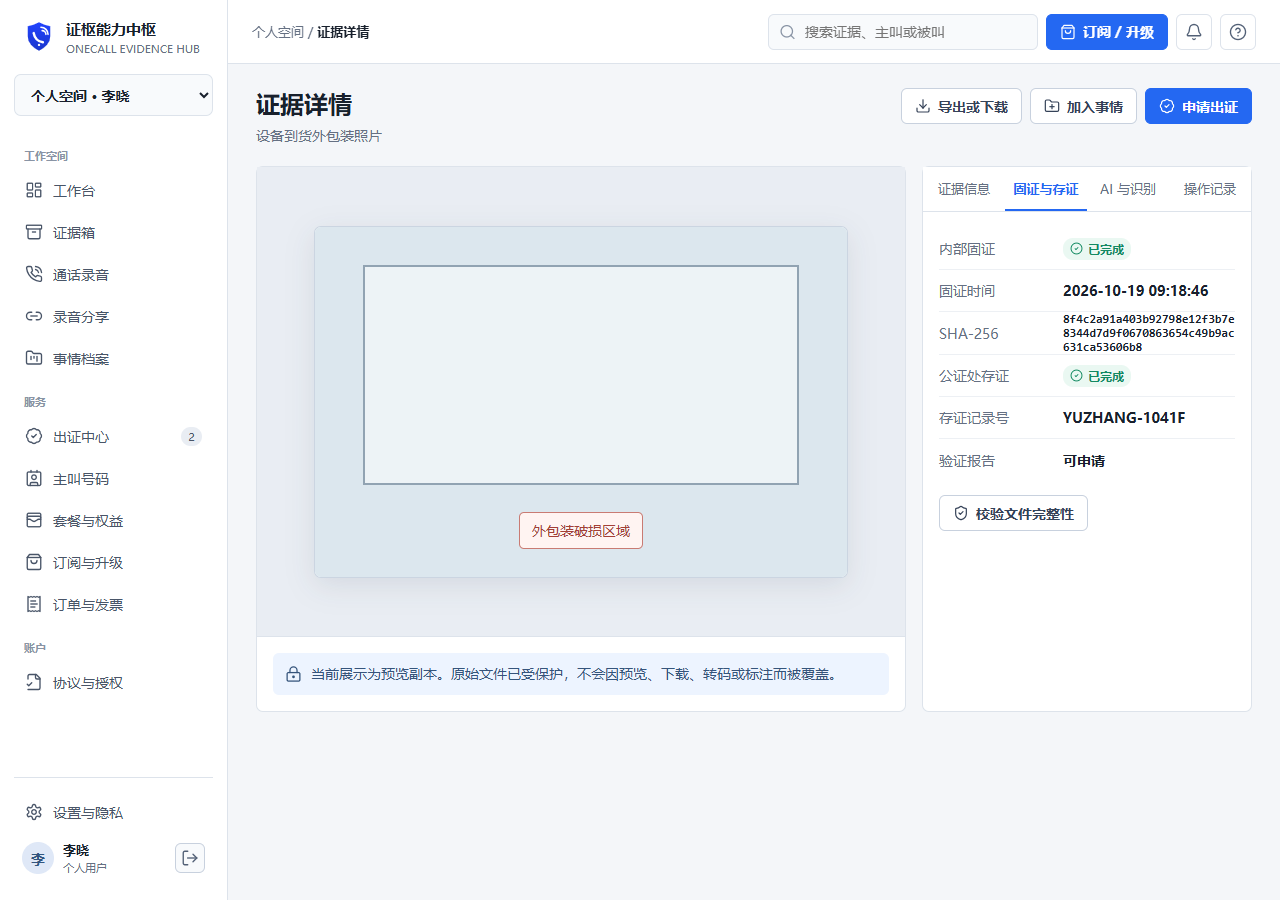 证枢能力中枢
ONECALL EVIDENCE HUB
个人空间 • 李晓
工作空间
工作台
证据箱
通话录音
录音分享
事情档案
服务
出证中心
2
主叫号码
套餐与权益
订阅与升级
订单与发票
账户
协议与授权
设置与隐私
李
李晓
个人用户
个人空间 / 证据详情
搜索证据、主叫或被叫
订阅 / 升级
证据详情
设备到货外包装照片
导出或下载
加入事情
申请出证
外包装破损区域
当前展示为预览副本。原始文件已受保护，不会因预览、下载、转码或标注而被覆盖。
证据信息
固证与存证
AI 与识别
操作记录
内部固证
已完成
固证时间
2026-10-19 09:18:46
SHA-256
8f4c2a91a403b92798e12f3b7e
8344d7d9f0670863654c49b9ac
631ca53606b8
公证处存证
已完成
存证记录号
YUZHANG-1041F
验证报告
可申请
校验文件完整性